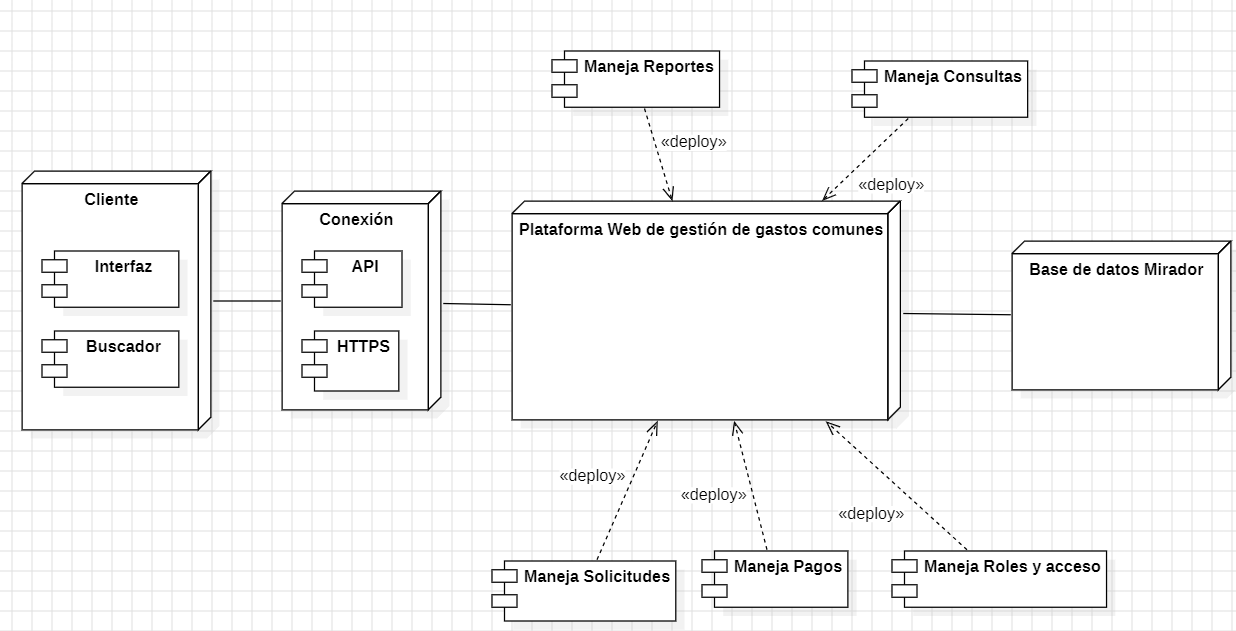 Maneja Reportes
Maneja Consultas
«deploy»
«deploy»
Cliente
Interfaz
Buscador
Conexión
API
HTTPS
Plataforma Web de gestión de gastos comunes
Base de datos Mirador
«deploy»
«deploy»
«deploy»
Maneja Solicitudes
Maneja Pagos
Maneja Roles y acceso